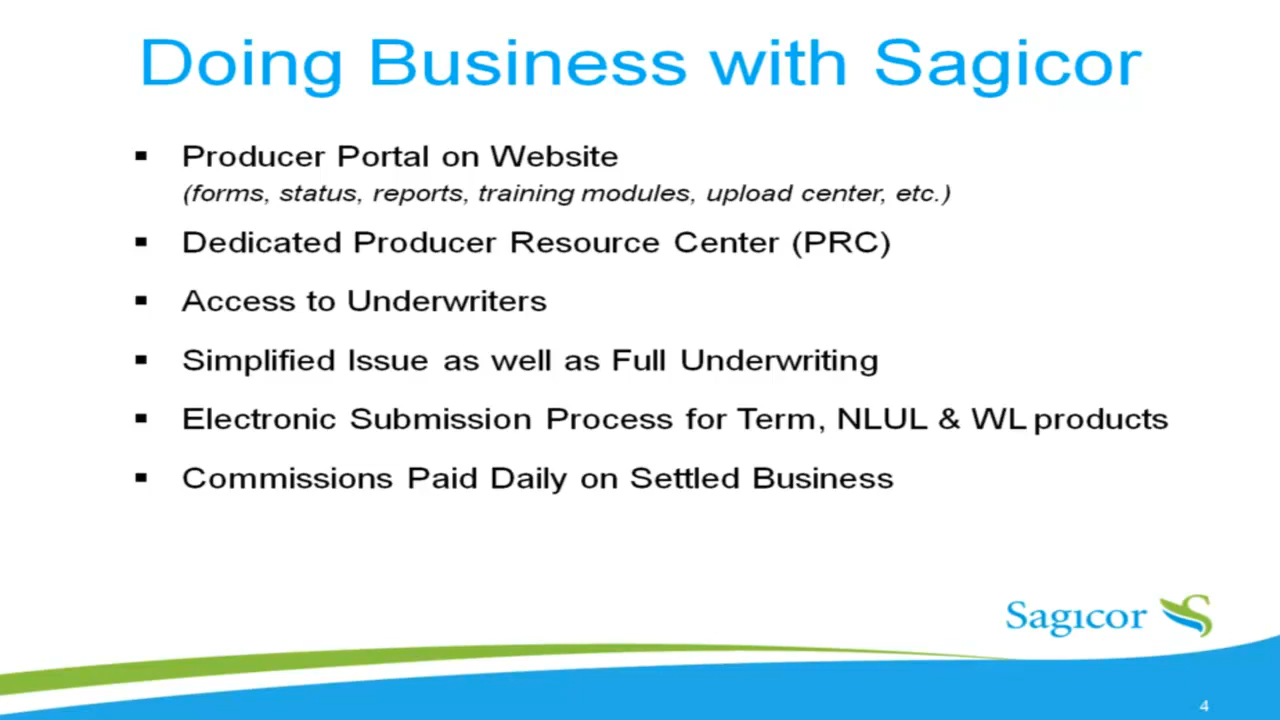 Doing Business with Sagicor
▪ Producer Portal on Website
(forms, status, reports, training modules, upload center, etc.)
▪ Dedicated Producer Resource Center (PRC)
▪ Access to Underwriters
▪ Simplified Issue as well as Full Underwriting
▪ Electronic Submission Process for Term, NLUL & WL products
▪ Commissions Paid Daily on Settled Business
Sagicor
4